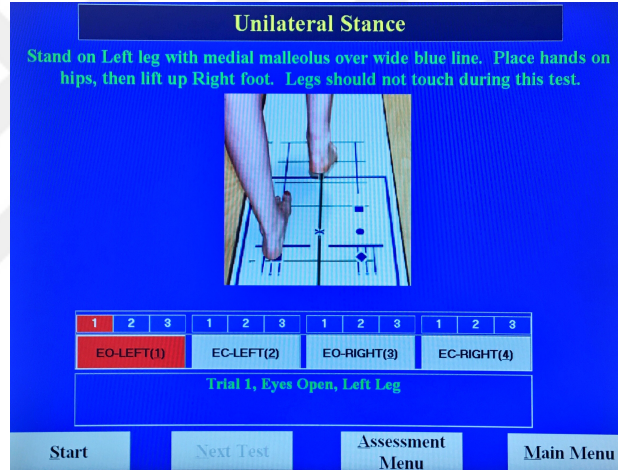 Unilateral Stance
Stand on Left leg with medial malleolus over wide blue line. Place hands on
hips, then lift up Right foot. Legs should not touch during this test.
1 2 3 1 2 3 1 2 3 1 2 3
EO-LEFT(1) EC-LEFT(2) EO-RIGHT(3) EC-RIGHT(4)
Trial 1, Eyes Open, Left Leg
Start Next Test Assessment Menu Main Menu